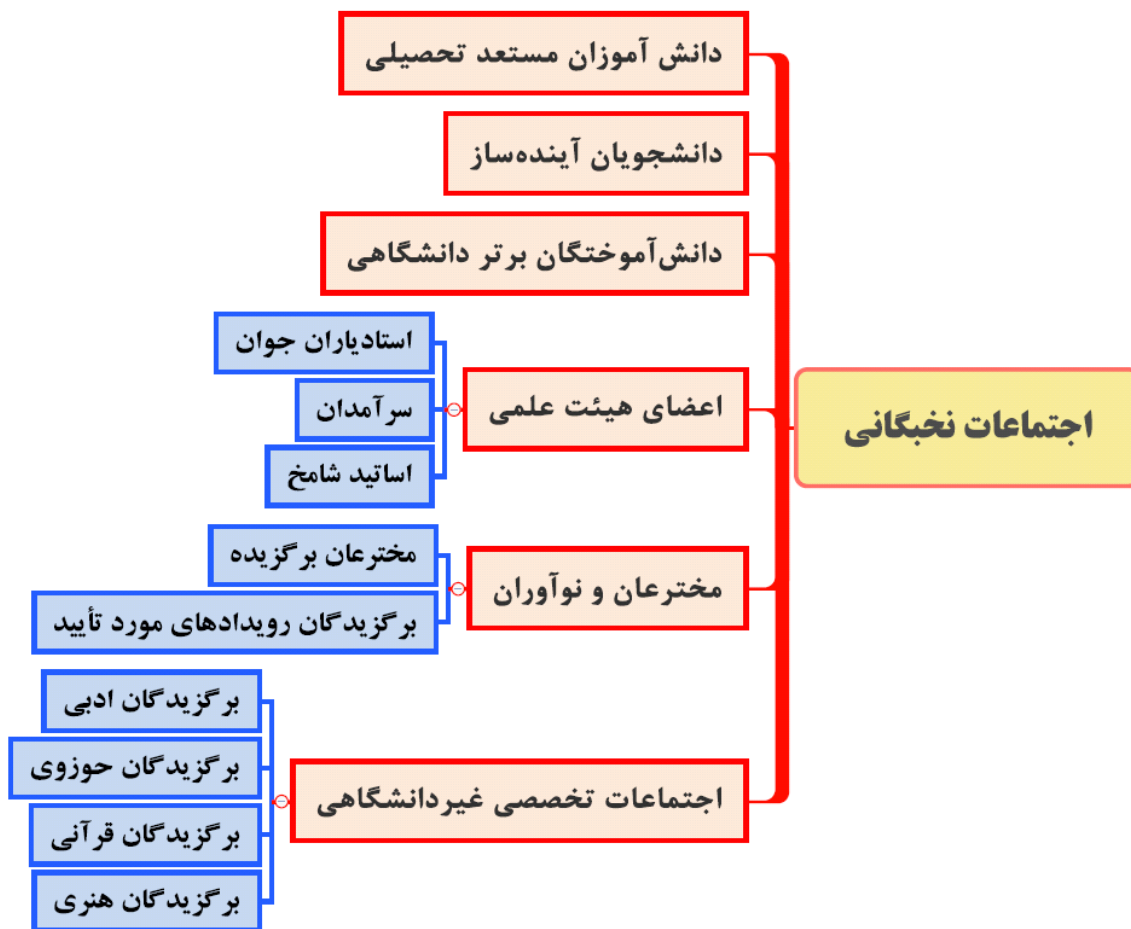 اجتماعات نخبگانی
دانش آموزان مستعد تحصیلی
دانشجویان آینده‌ساز
دانش‌آموختگان برتر دانشگاهی
اعضای هیئت علمی
استادیاران جوان
سرآمدان
اساتید شامخ
مخترعان و نوآوران
مخترعان برگزیده
برگزیدگان رویدادهای مورد تأیید
اجتماعات تخصصی غیردانشگاهی
برگزیدگان ادبی
برگزیدگان حوزوی
برگزیدگان قرآنی
برگزیدگان هنری